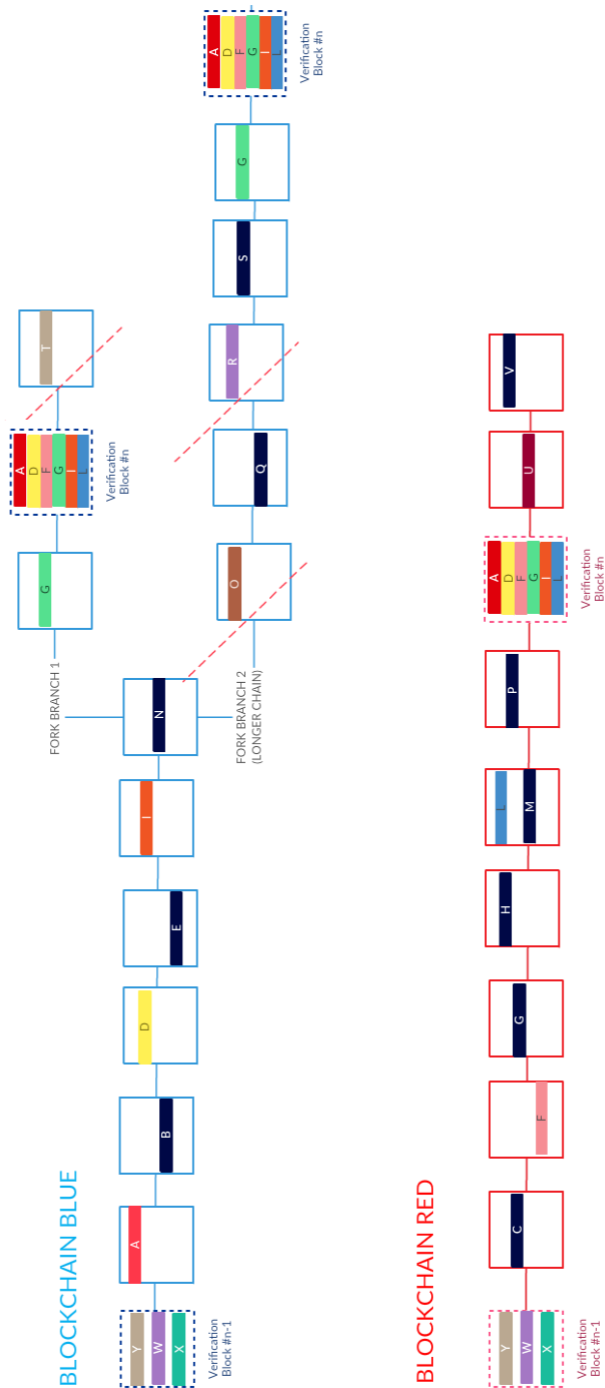 BLOCKCHAIN BLUE
Y
W
X
Verification
Block #n-1
A
B
D
E
I
N
FORK BRANCH 1
G
A
D
F
G
I
L
Verification
Block #n
T
FORK BRANCH 2
(LONGER CHAIN)
O
Q
R
S
G
A
D
F
G
I
L
Verification
Block #n
BLOCKCHAIN RED
Y
W
X
Verification
Block #n-1
C
F
G
H
L
M
P
A
D
F
G
I
L
Verification
Block #n
U
V